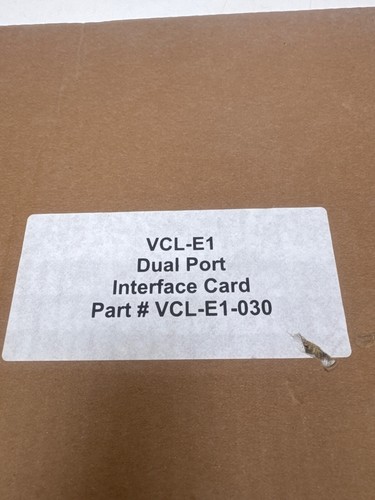 VCL-E1
Dual Port
Interface Card
Part # VCL-E1-030